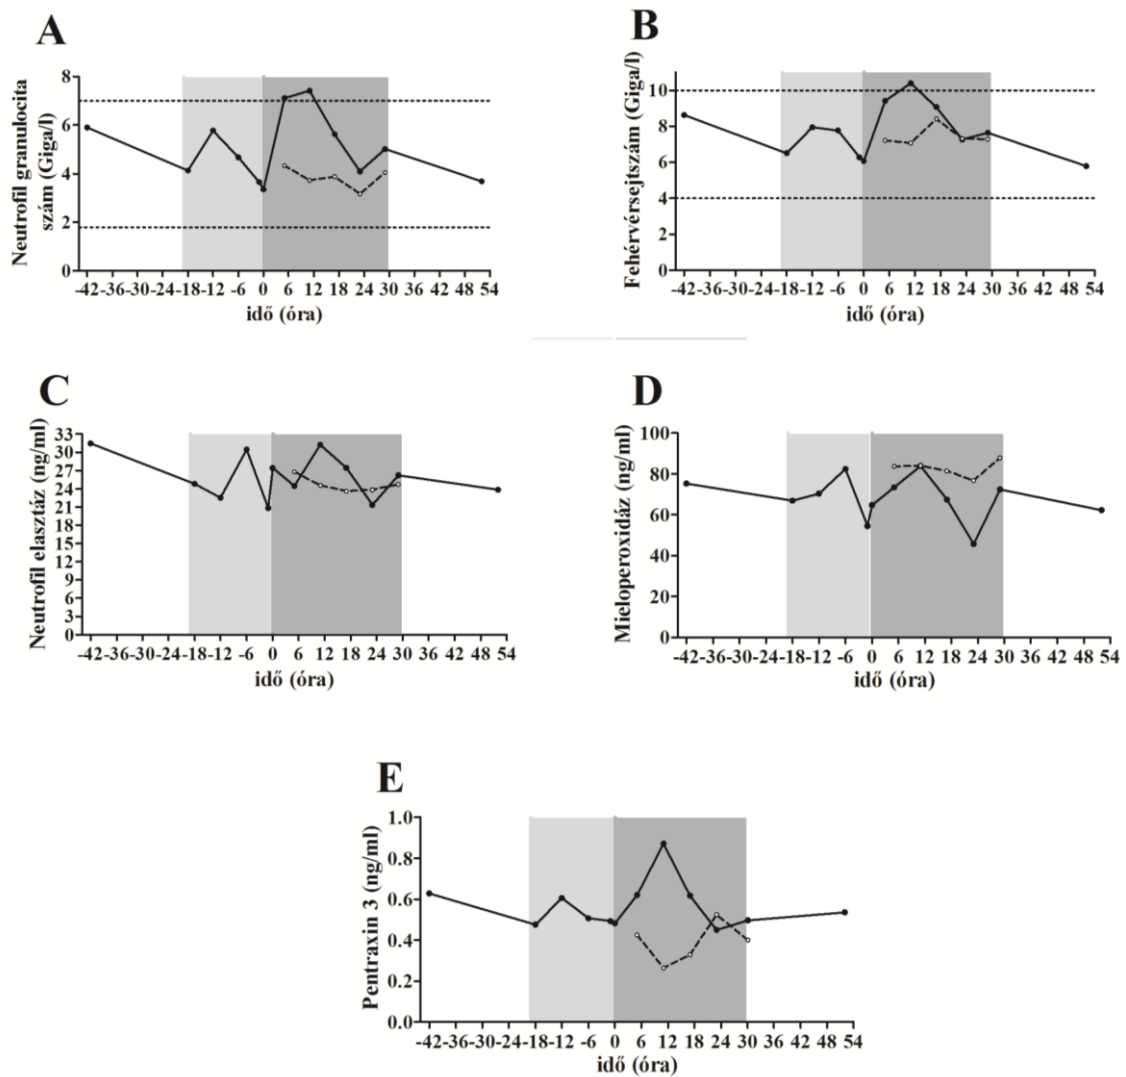 A
Neutrofil granulocita
szám (Giga/l)
8
6
4
2
0
-42-36-30-24-18-12 -6 0 6 12 18 24 30 36 42 48 54
idő (óra)
B
Fehérvérsejtszám (Giga/l)
10
8
6
4
2
0
-42-36-30-24-18-12 -6 0 6 12 18 24 30 36 42 48 54
idő (óra)
C
Neutrofil elasztáz (ng/ml)
33
30
27
24
21
18
15
12
9
6
3
0
-42-36-30-24-18-12 -6 0 6 12 18 24 30 36 42 48 54
idő (óra)
D
Mieloperoxidáz (ng/ml)
100
80
60
40
20
0
-42-36-30-24-18-12 -6 0 6 12 18 24 30 36 42 48 54
idő (óra)
E
Pentraxin 3 (ng/ml)
1.0
0.8
0.6
0.4
0.2
0.0
-42-36-30-24-18-12 -6 0 6 12 18 24 30 36 42 48 54
idő (óra)